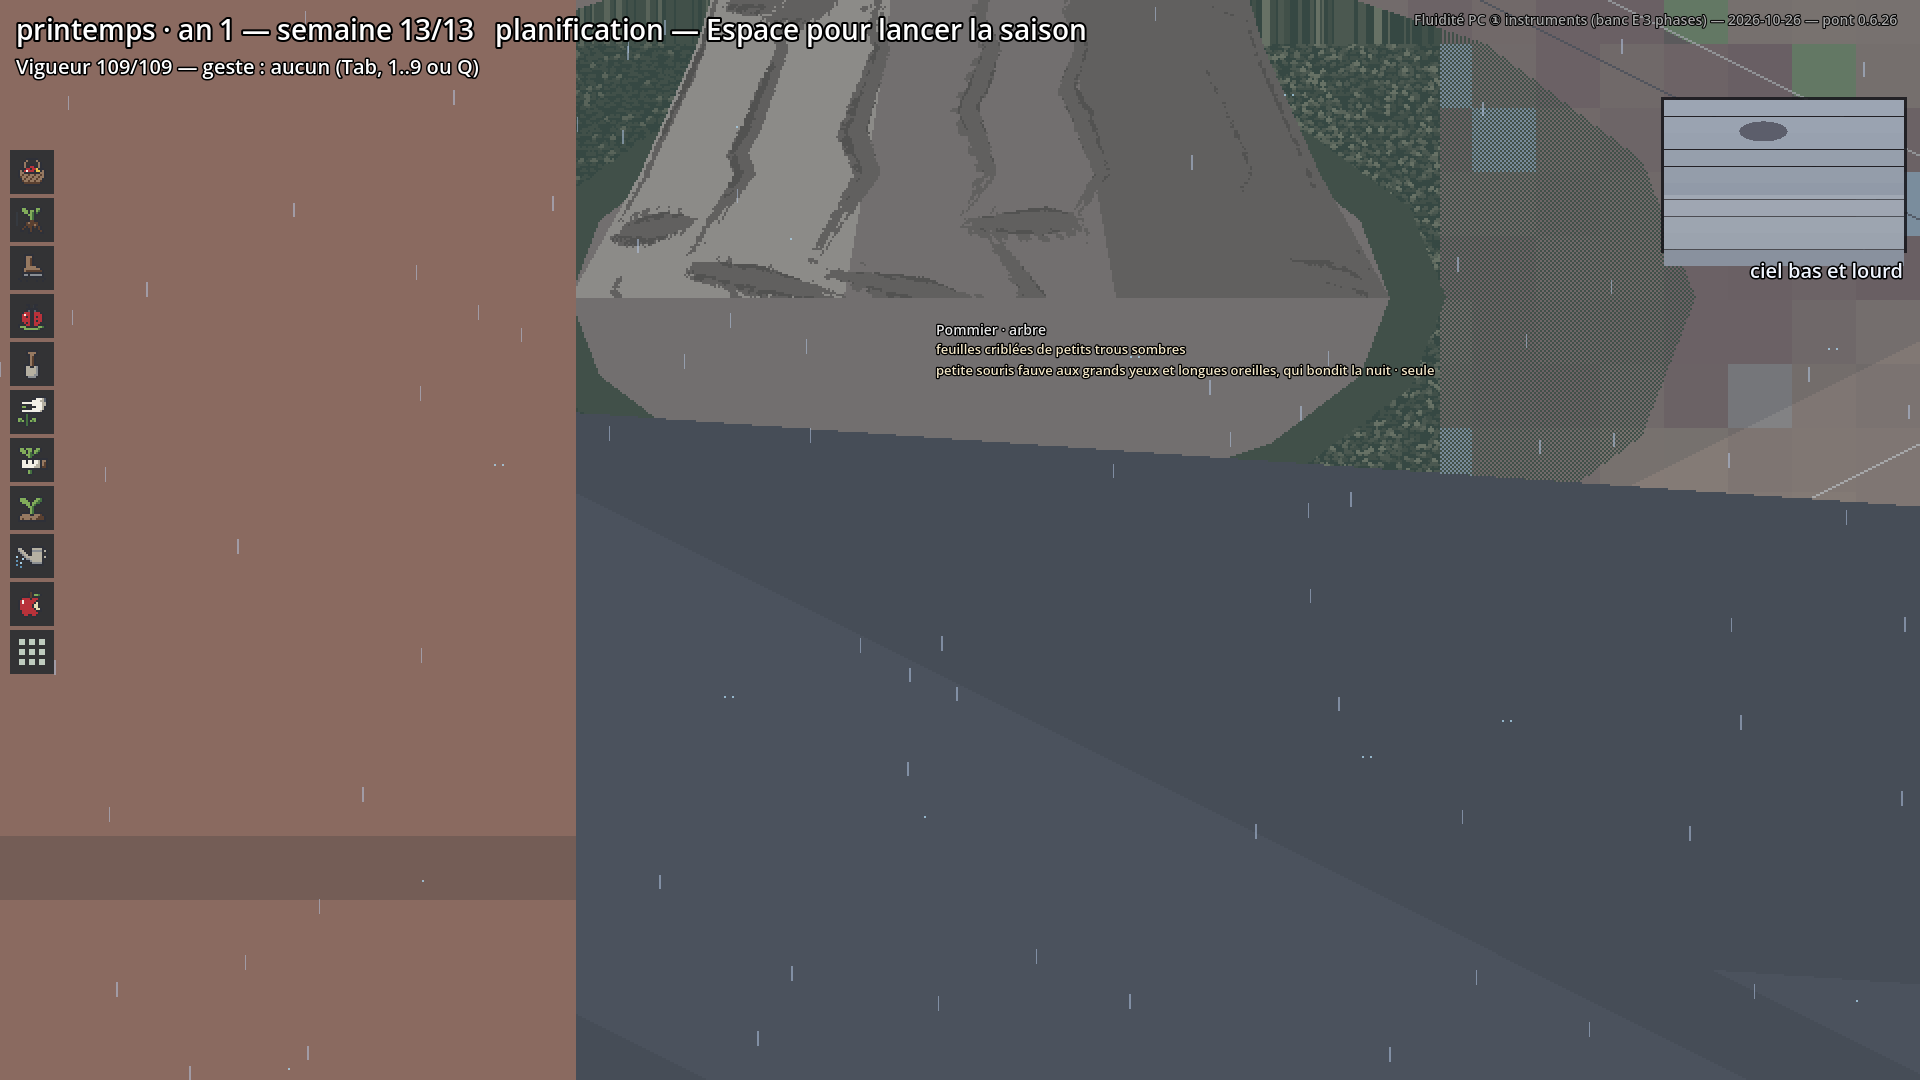 printemps · an 1 — semaine 13/13   planification — Espace pour lancer la saison
Fluidité PC ① instruments (banc E 3 phases) — 2026-10-26 — pont 0.6.26
Vigueur 109/109 — geste : aucun (Tab, 1..9 ou Q)
ciel bas et lourd
Pommier · arbre
feuilles criblées de petits trous sombres
petite souris fauve aux grands yeux et longues oreilles, qui bondit la nuit · seule